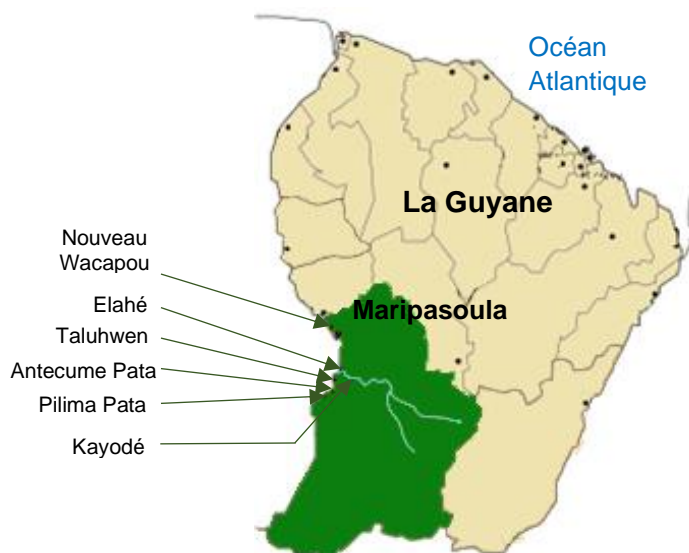 Océan
Atlantique
La Guyane
Nouveau
Wacapou
Elahé
Maripasoula
Taluhwen
Antecume Pata
Pilima Pata
Kayodé